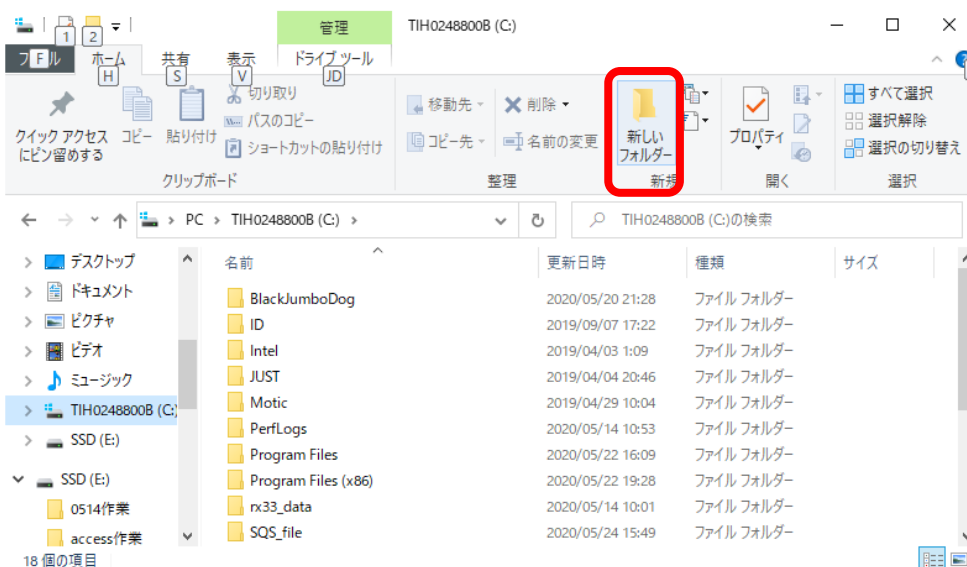 1 2 管理 TIH0248800B (C:)
ファイル ホーム 共有 表示 ドライブ ツール
F H S V JD
クイック アクセス
にピン留めする
コピー
貼り付け
切り取り
パスのコピー
ショートカットの貼り付け
クリップボード
移動先
コピー先
削除
名前の変更
整理
新しい
フォルダー
新規
プロパティ
開く
すべて選択
選択解除
選択の切り替え
選択
PC > TIH0248800B (C:) >
TIH0248800B (C:)の検索
デスクトップ
ドキュメント
ピクチャ
ビデオ
ミュージック
TIH0248800B (C:)
SSD (E:)
SSD (E:)
0514作業
access作業
名前 更新日時 種類 サイズ
BlackJumboDog 2020/05/20 21:28 ファイル フォルダー
ID 2019/09/07 17:22 ファイル フォルダー
Intel 2019/04/03 1:09 ファイル フォルダー
JUST 2019/04/04 20:46 ファイル フォルダー
Motic 2019/04/29 10:04 ファイル フォルダー
PerfLogs 2020/05/14 10:53 ファイル フォルダー
Program Files 2020/05/22 16:09 ファイル フォルダー
Program Files (x86) 2020/05/22 19:28 ファイル フォルダー
rx33_data 2020/05/14 10:01 ファイル フォルダー
SQS_file 2020/05/24 15:49 ファイル フォルダー
18 個の項目